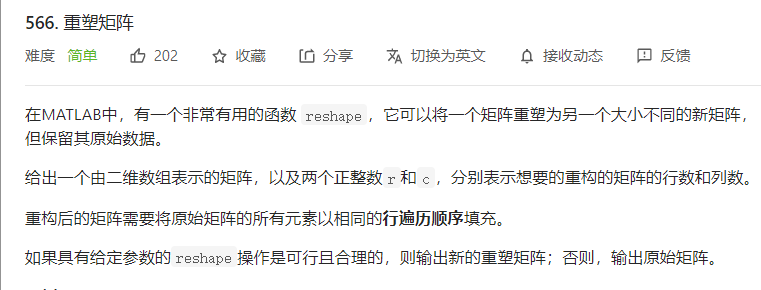 566. 重塑矩阵
难度 简单 202 收藏 分享 切换为英文 接收动态 反馈
在MATLAB中，有一个非常有用的函数 reshape，它可以将一个矩阵重塑为另一个大小不同的新矩阵，
但保留其原始数据。
给出一个由二维数组表示的矩阵，以及两个正整数r和c，分别表示想要的重构的矩阵的行数和列数。
重构后的矩阵需要将原始矩阵的所有元素以相同的行遍历顺序填充。
如果具有给定参数的reshape操作是可行且合理的，则输出新的重塑矩阵；否则，输出原始矩阵。